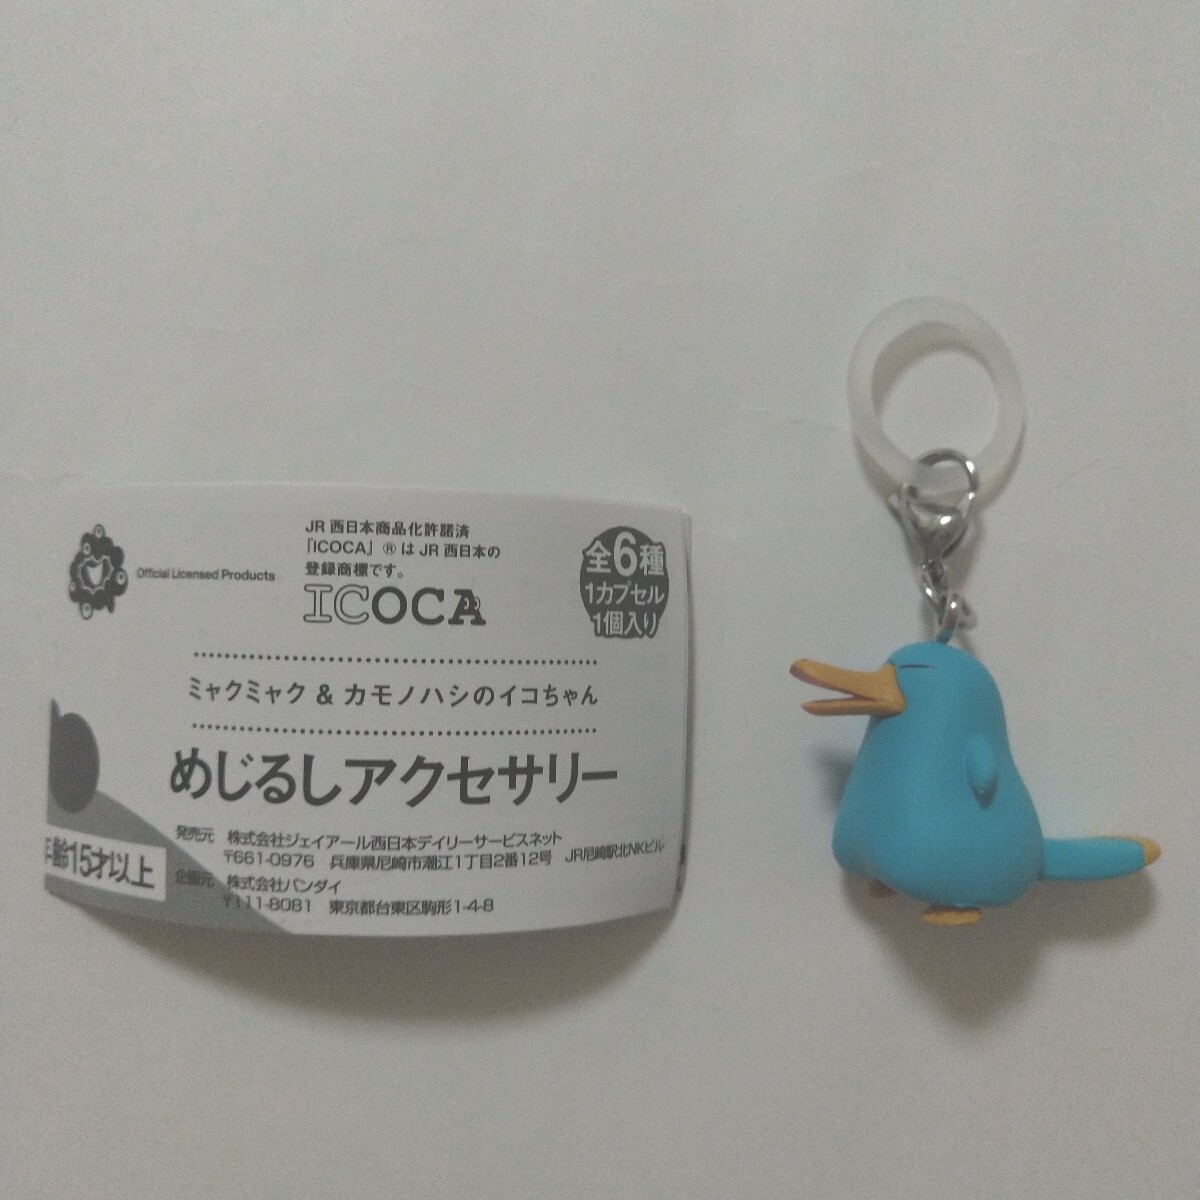 Official Licensed Products
JR 西日本商品化許諾済
「ICOCA」®はJR 西日本の
登録商標です。
ICOCA
全6種
1カプセル
1個入り
ミャクミャク & カモノハシのイコちゃん
めじるしアクセサリー
発売元 株式会社ジェイアール西日本デイリーサービスネット
〒661-0976 兵庫県尼崎市潮江1丁目2番12号 JR尼崎駅北NKビル
企画元 株式会社バンダイ
〒111-8081 東京都台東区駒形1-4-8
年齢15才以上